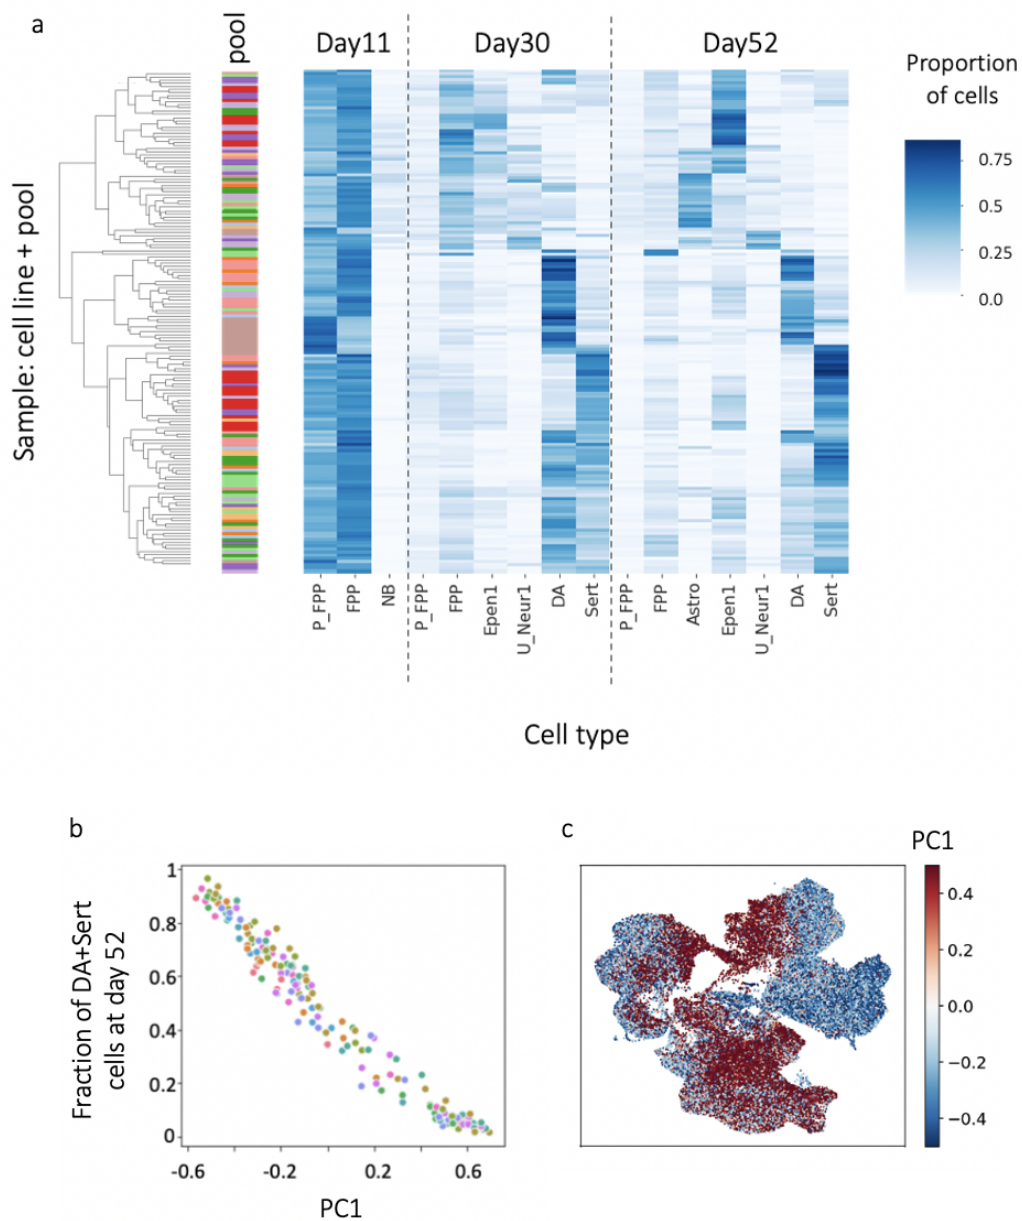 a
pool
Day11
Day30
Day52
Proportion
of cells
0.75
0.5
0.25
0.0
Sample: cell line + pool
P_FPP
FPP
NB
P_FPP
FPP
Epen1
U_Neur1
DA
Sert
P_FPP
FPP
Astro
Epen1
U_Neur1
DA
Sert
Cell type
b
Fraction of DA+Sert
cells at day 52
1
0.8
0.6
0.4
0.2
0
-0.6
-0.2
0.2
0.6
PC1
c
PC1
0.4
0.2
0.0
−0.2
−0.4